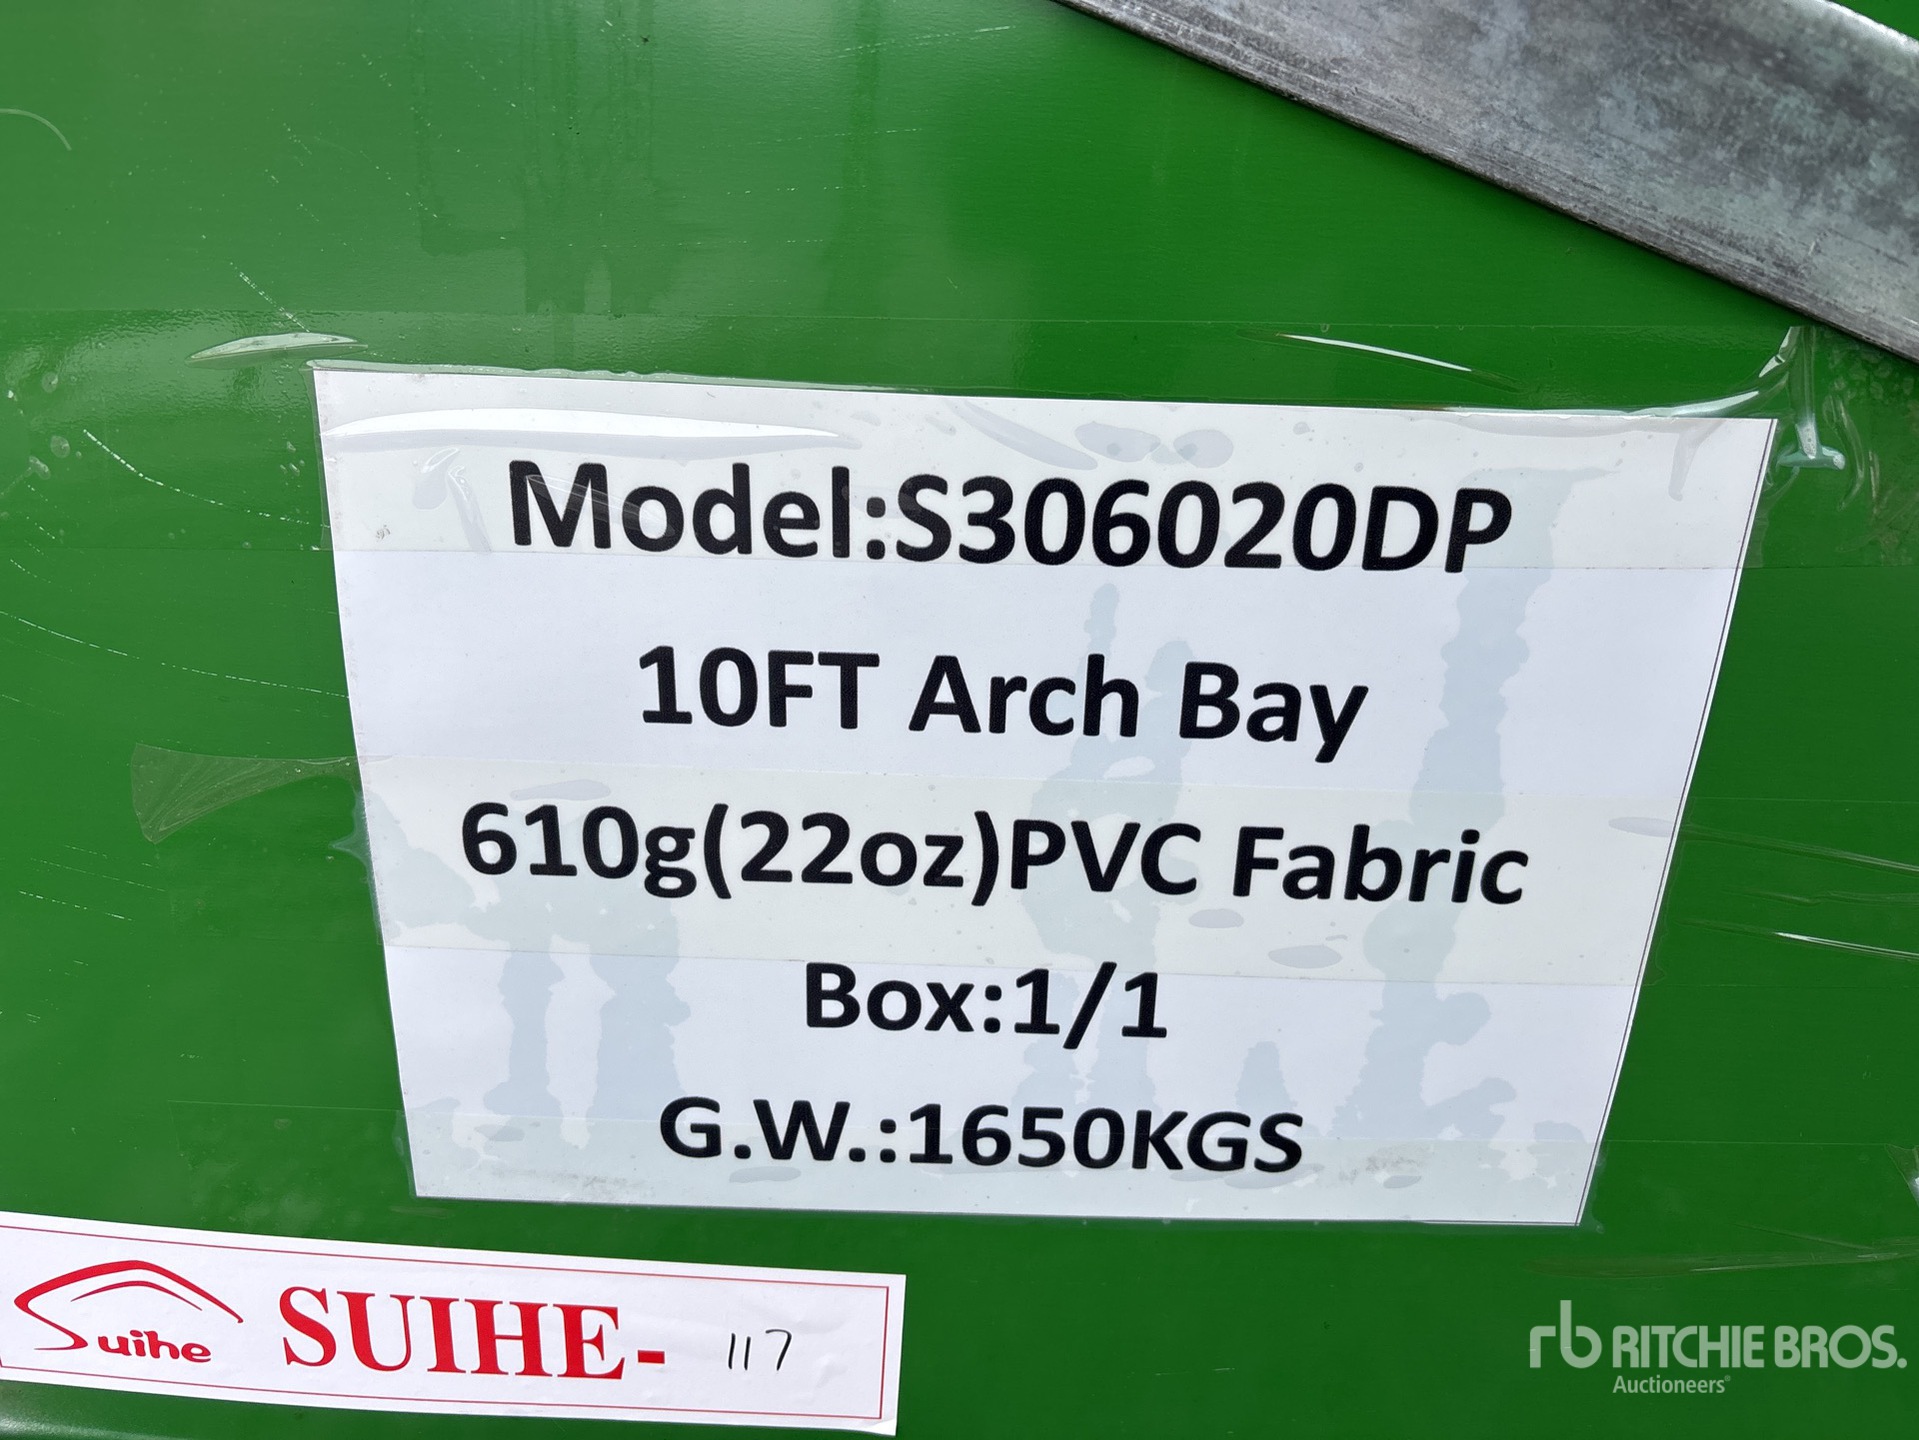 Model:S306020DP
10FT Arch Bay
610g(22oz)PVC Fabric
Box:1/1
G.W.:1650KGS
Suihe SUIHE- 117
rb RITCHIE BROS.
Auctioneers®